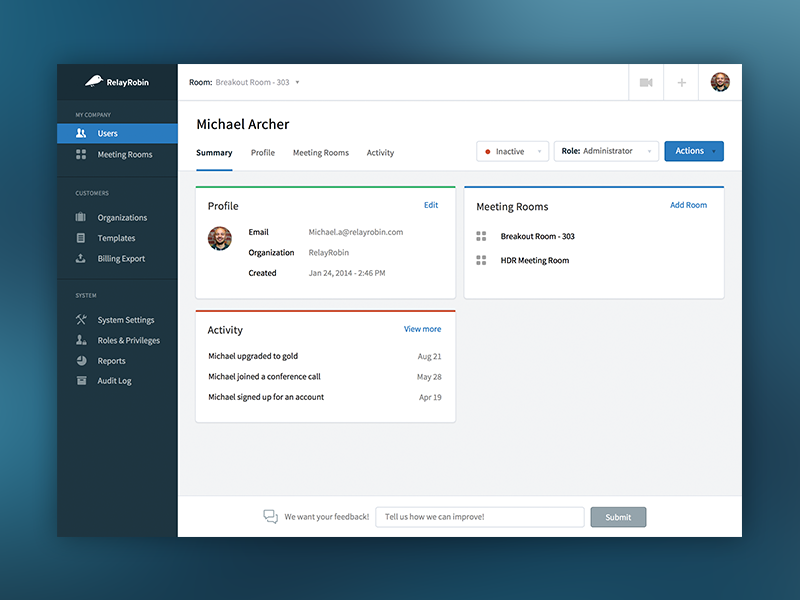 RelayRobin
Room: Breakout Room - 303
MY COMPANY
Users
Meeting Rooms
CUSTOMERS
Organizations
Templates
Billing Export
SYSTEM
System Settings
Roles & Privileges
Reports
Audit Log
Michael Archer
Summary Profile Meeting Rooms Activity
Inactive Role: Administrator Actions
Profile Edit
Email Michael.a@relayrobin.com
Organization RelayRobin
Created Jan 24, 2014 - 2:46 PM
Meeting Rooms Add Room
Breakout Room - 303
HDR Meeting Room
Activity View more
Michael upgraded to gold Aug 21
Michael joined a conference call May 28
Michael signed up for an account Apr 19
We want your feedback! Tell us how we can improve! Submit